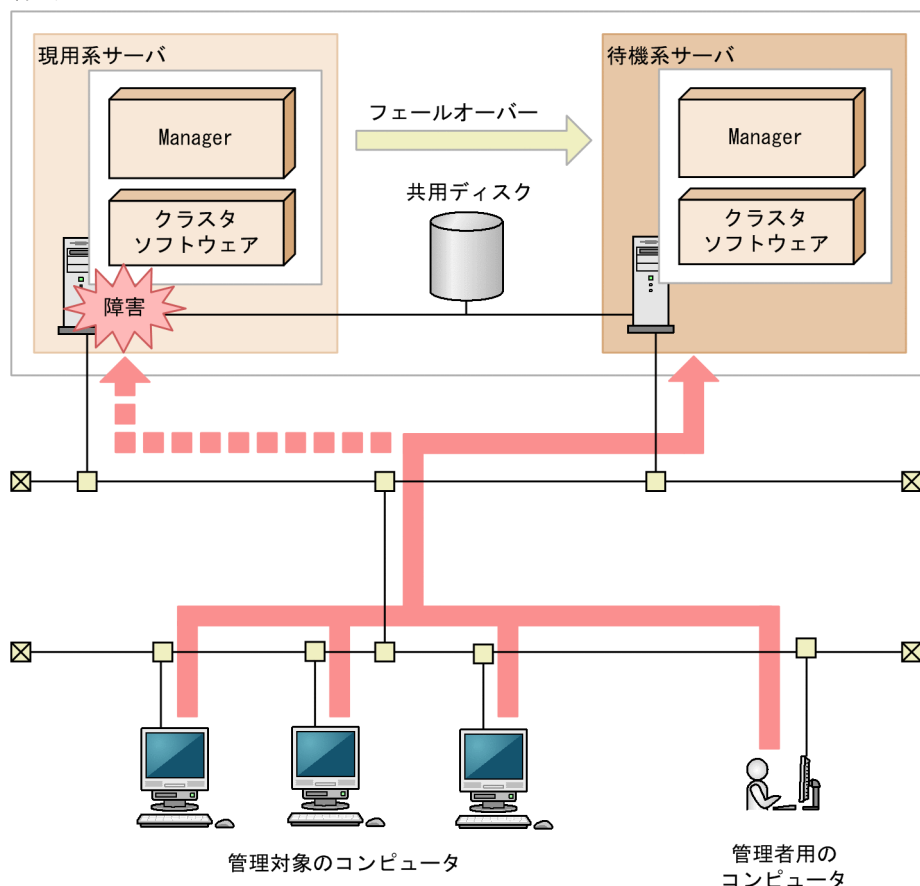 現用系サーバ
待機系サーバ
Manager
フェールオーバー
Manager
共用ディスク
クラスタ
ソフトウェア
クラスタ
ソフトウェア
障害
管理対象のコンピュータ
管理者用の
コンピュータ